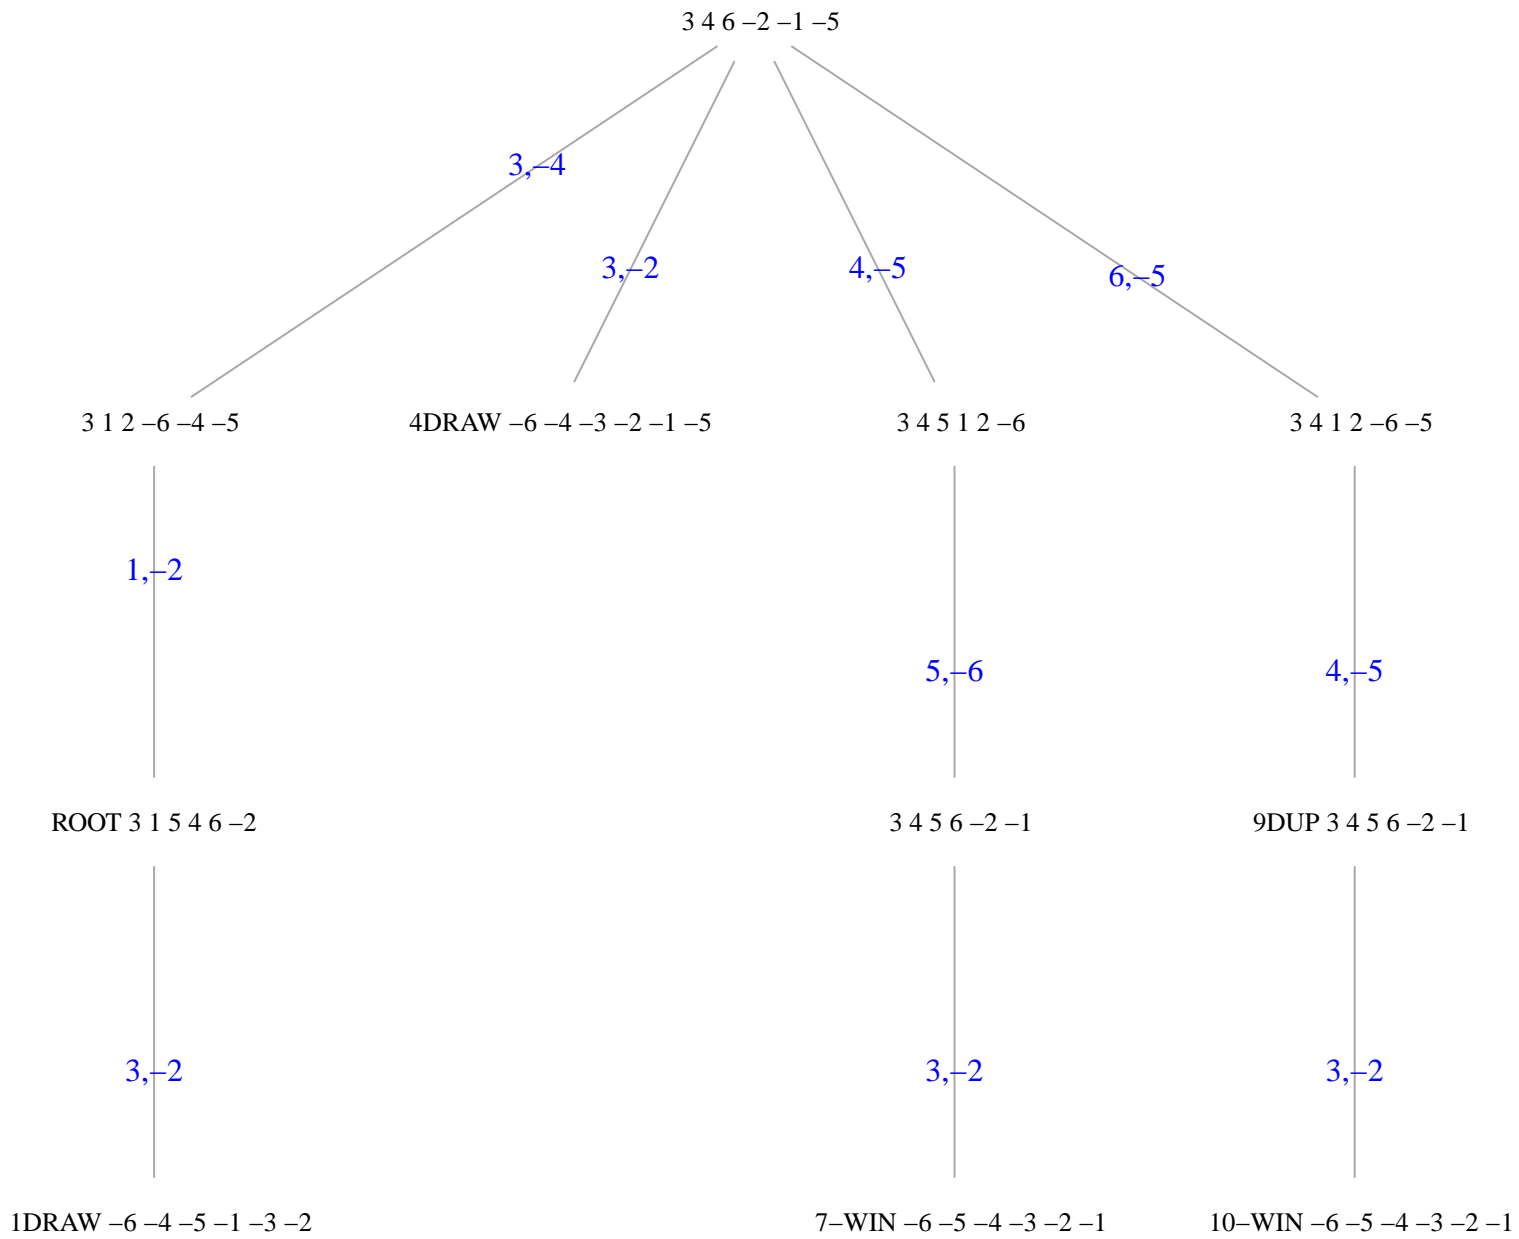 3 4 6 –2 –1 –5
3,–4
3,–2
4,–5
6,–5
3 1 2 –6 –4 –5
4DRAW –6 –4 –3 –2 –1 –5
3 4 5 1 2 –6
3 4 1 2 –6 –5
1,–2
5,–6
4,–5
ROOT 3 1 5 4 6 –2
3 4 5 6 –2 –1
9DUP 3 4 5 6 –2 –1
3,–2
3,–2
3,–2
1DRAW –6 –4 –5 –1 –3 –2
7–WIN –6 –5 –4 –3 –2 –1
10–WIN –6 –5 –4 –3 –2 –1